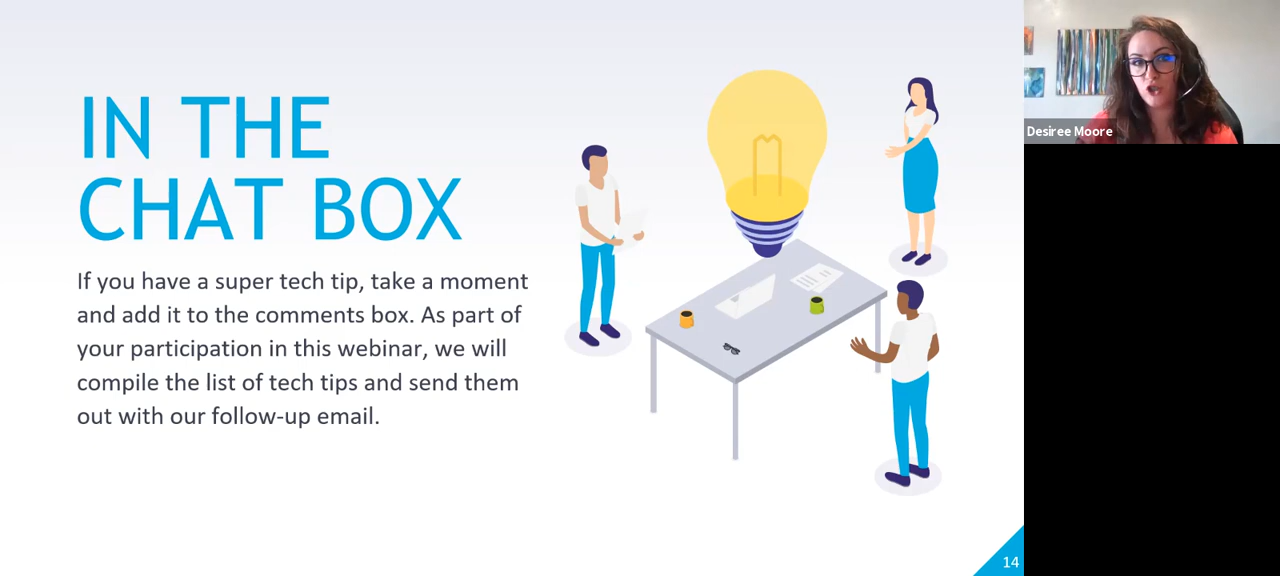 IN THE
CHAT BOX
If you have a super tech tip, take a moment
and add it to the comments box. As part of
your participation in this webinar, we will
compile the list of tech tips and send them
out with our follow-up email.
14
Desiree Moore